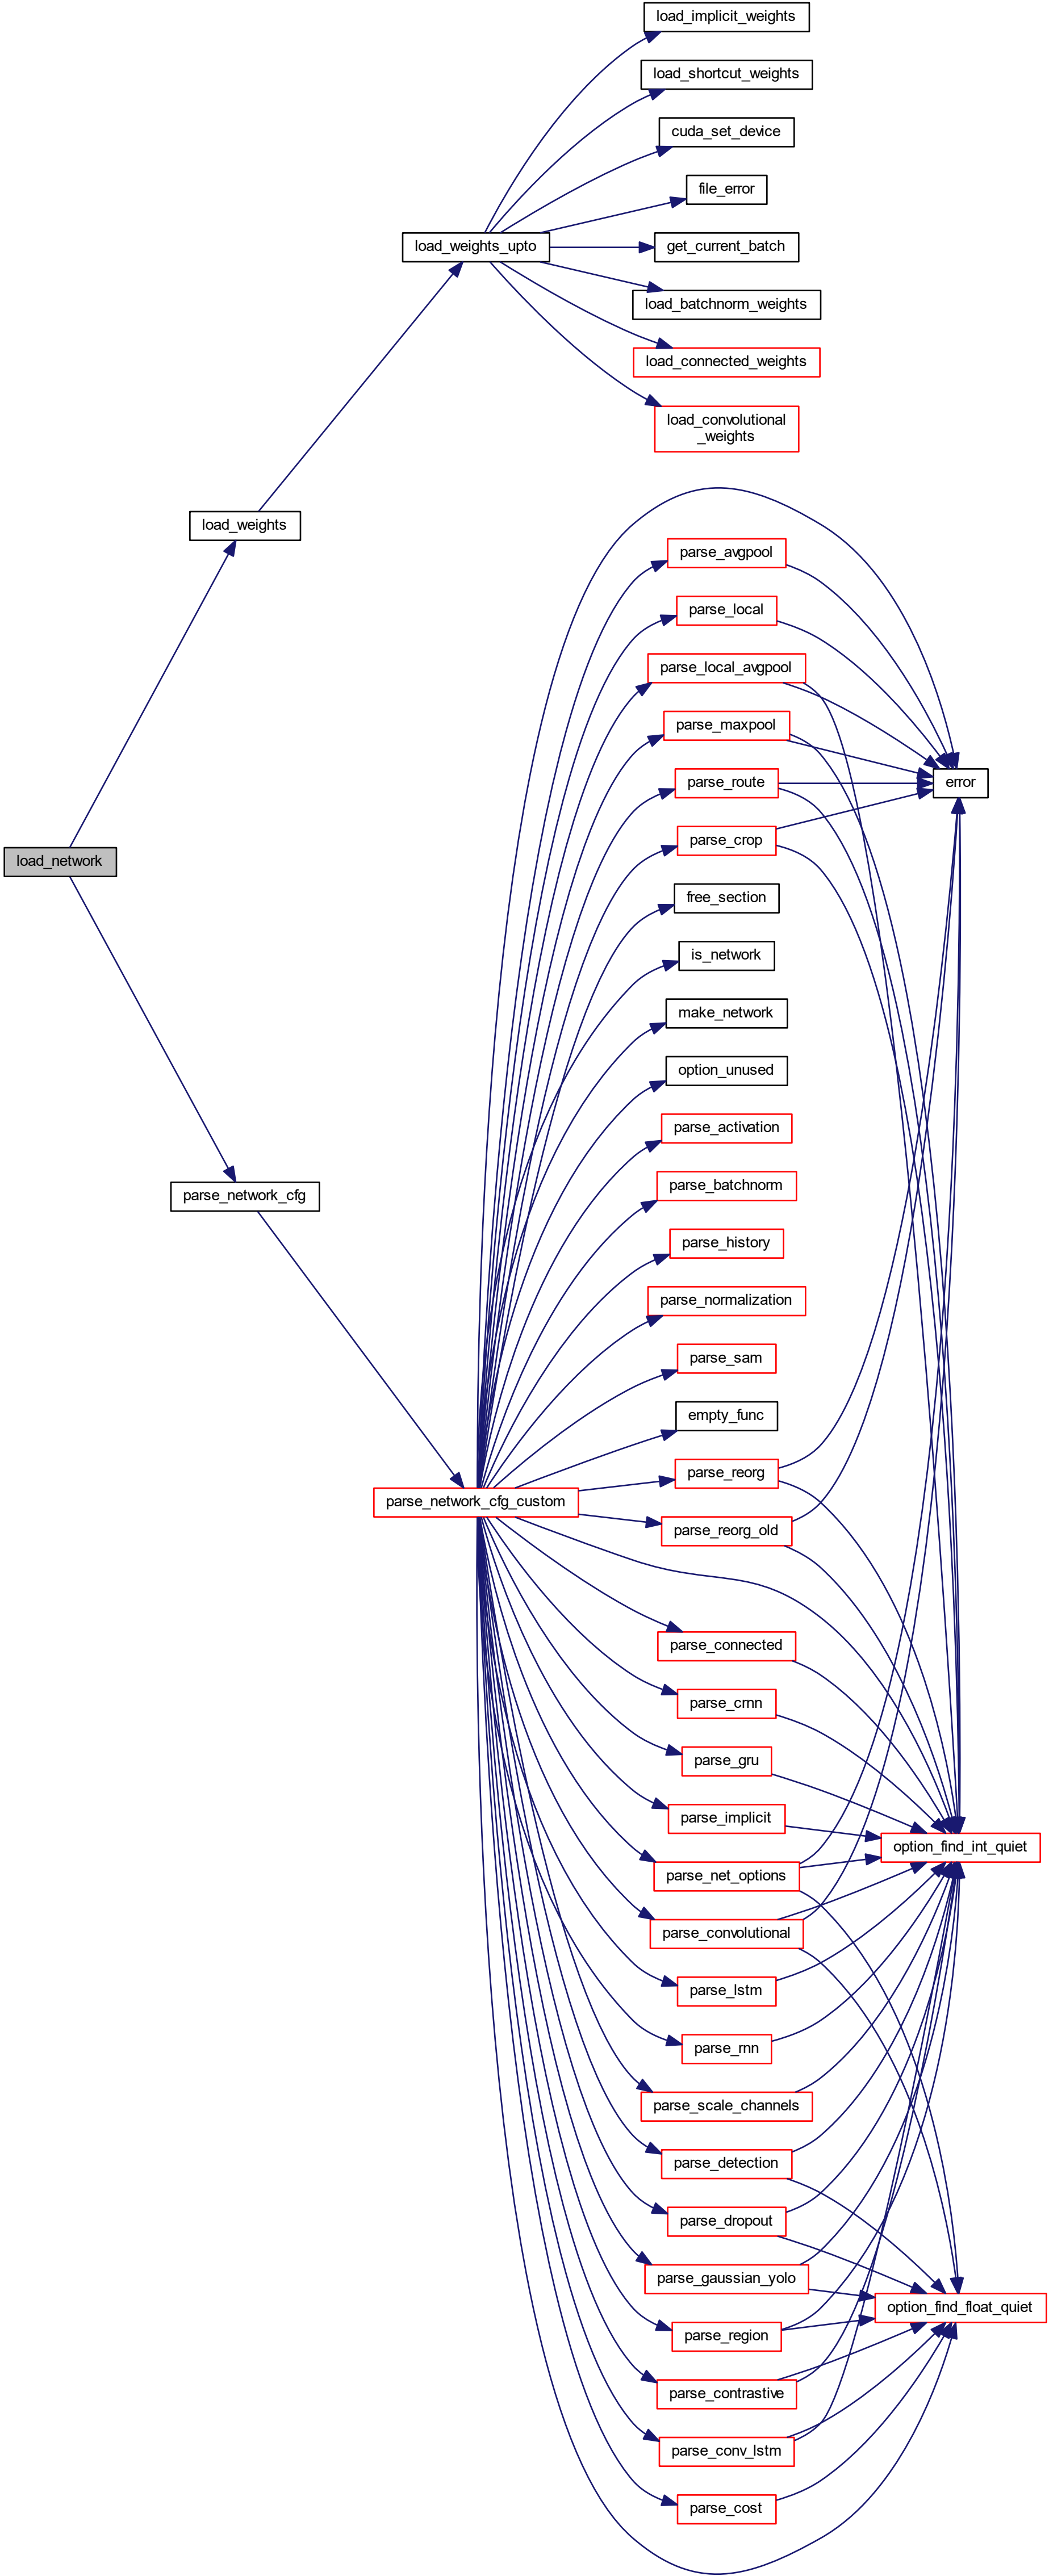 load_implicit_weights
load_shortcut_weights
cuda_set_device
file_error
load_weights_upto
get_current_batch
load_batchnorm_weights
load_connected_weights
load_convolutional
_weights
load_weights
parse_avgpool
parse_local
parse_local_avgpool
parse_maxpool
parse_route
error
parse_crop
load_network
free_section
is_network
make_network
option_unused
parse_activation
parse_batchnorm
parse_network_cfg
parse_history
parse_normalization
parse_sam
empty_func
parse_reorg
parse_network_cfg_custom
parse_reorg_old
parse_connected
parse_crnn
parse_gru
parse_implicit
option_find_int_quiet
parse_net_options
parse_convolutional
parse_lstm
parse_rnn
parse_scale_channels
parse_detection
parse_dropout
parse_gaussian_yolo
option_find_float_quiet
parse_region
parse_contrastive
parse_conv_lstm
parse_cost